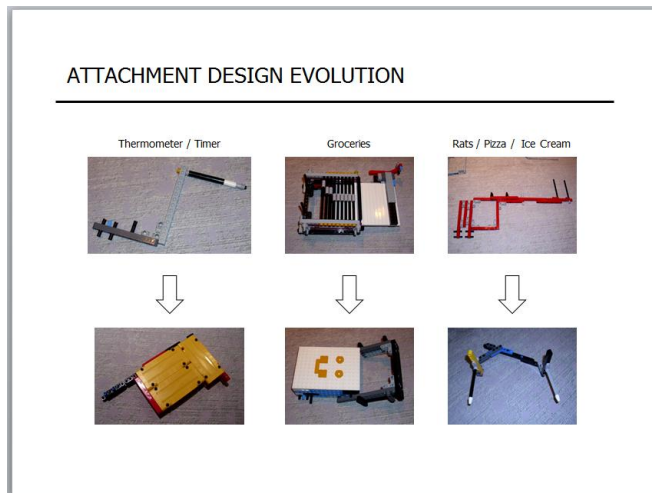 ATTACHMENT DESIGN EVOLUTION
Thermometer / Timer
Groceries
Rats / Pizza / Ice Cream